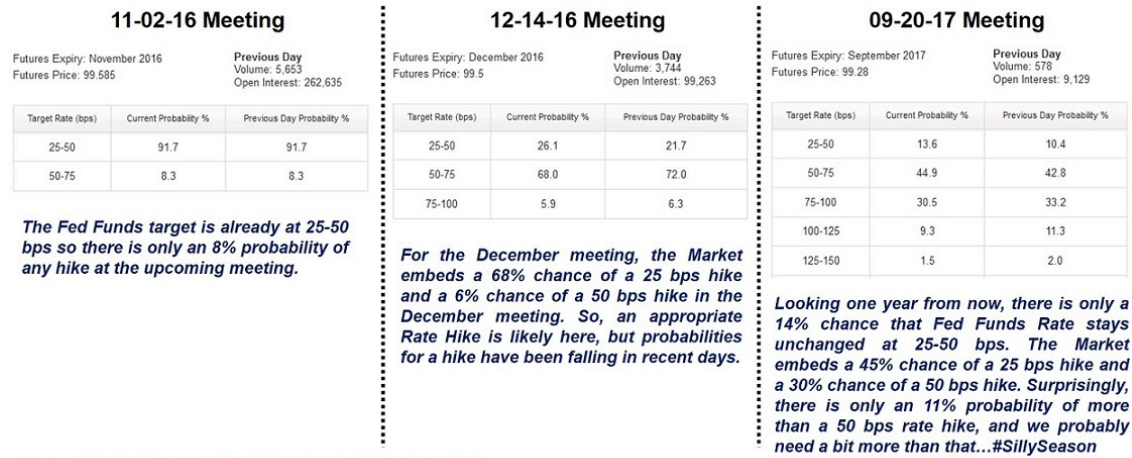 11-02-16 Meeting
Futures Expiry: November 2016
Futures Price: 99.585
Previous Day
Volume: 5,653
Open Interest: 262,635
Target Rate (bps) Current Probability % Previous Day Probability %
25-50 91.7 91.7
50-75 8.3 8.3
The Fed Funds target is already at 25-50
bps so there is only an 8% probability of
any hike at the upcoming meeting.
12-14-16 Meeting
Futures Expiry: December 2016
Futures Price: 99.5
Previous Day
Volume: 3,744
Open Interest: 99,263
Target Rate (bps) Current Probability % Previous Day Probability %
25-50 26.1 21.7
50-75 68.0 72.0
75-100 5.9 6.3
For the December meeting, the Market
embeds a 68% chance of a 25 bps hike
and a 6% chance of a 50 bps hike in the
December meeting. So, an appropriate
Rate Hike is likely here, but probabilities
for a hike have been falling in recent days.
09-20-17 Meeting
Futures Expiry: September 2017
Futures Price: 99.28
Previous Day
Volume: 578
Open Interest: 9,129
Target Rate (bps) Current Probability % Previous Day Probability %
25-50 13.6 10.4
50-75 44.9 42.8
75-100 30.5 33.2
100-125 9.3 11.3
125-150 1.5 2.0
Looking one year from now, there is only a
14% chance that Fed Funds Rate stays
unchanged at 25-50 bps. The Market
embeds a 45% chance of a 25 bps hike and
a 30% chance of a 50 bps hike. Surprisingly,
there is only an 11% probability of more
than a 50 bps rate hike, and we probably
need a bit more than that…#SillySeason